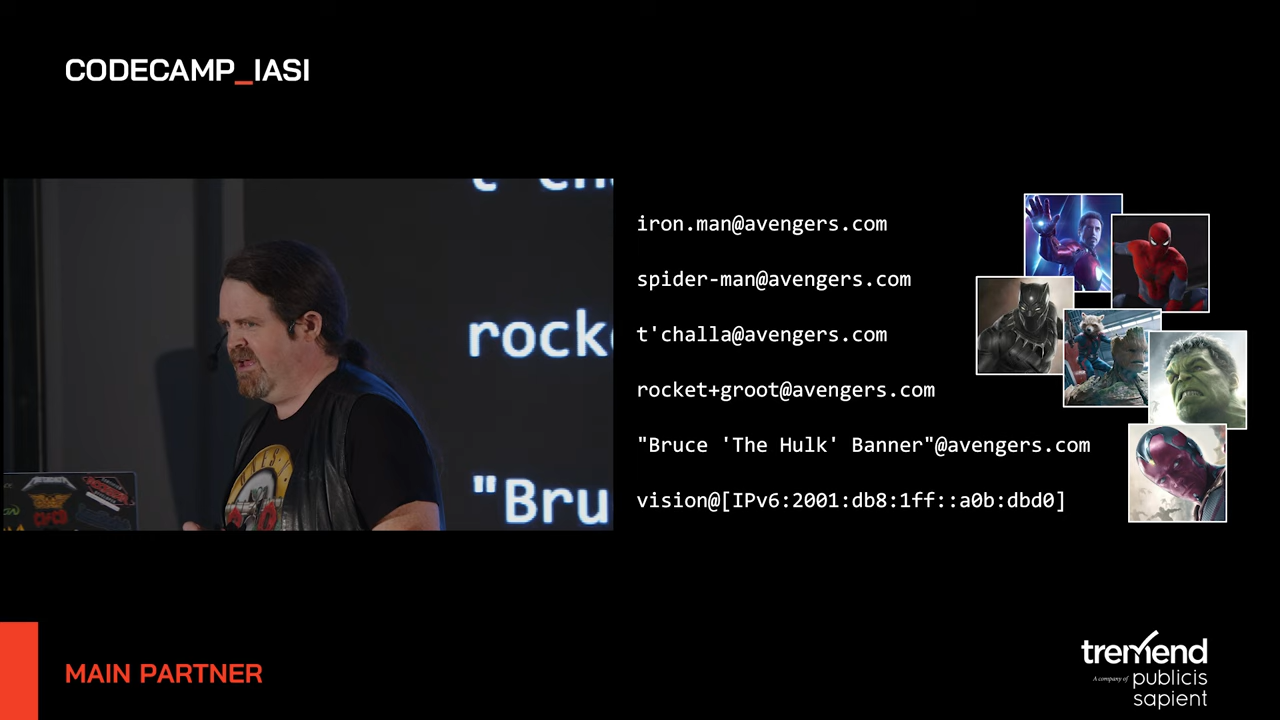 CODECAMP_IASI
rock
"Bru
iron.man@avengers.com
spider-man@avengers.com
t'challa@avengers.com
rocket+groot@avengers.com
"Bruce 'The Hulk' Banner"@avengers.com
vision@[IPv6:2001:db8:1ff::a0b:dbd0]
MAIN PARTNER
tremend
A company of publicis
sapient